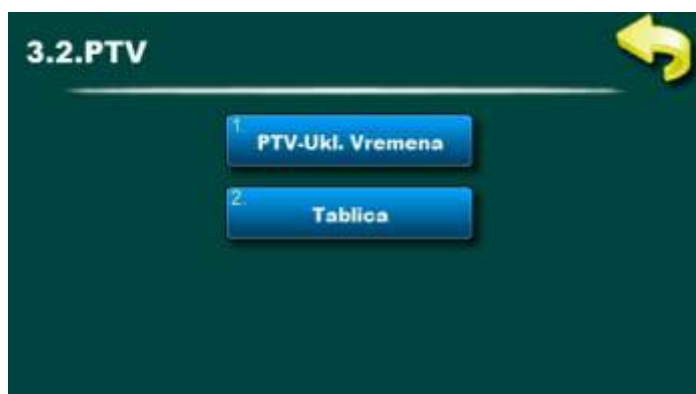 3.2.PTV
1.
PTV-Ukl. Vremena
2.
Tablica